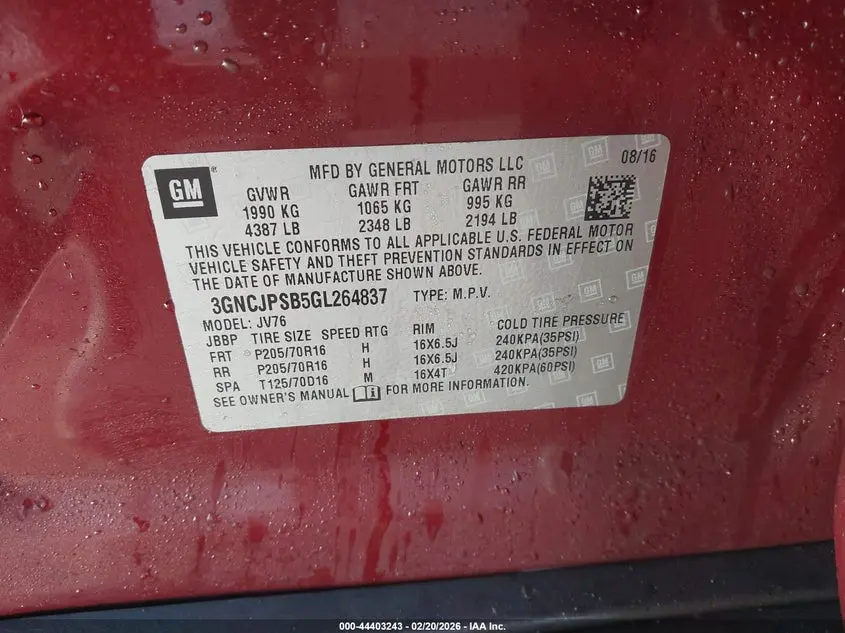 GM
MFD BY GENERAL MOTORS LLC 08/16
GVWR GAWR FRT GAWR RR
1990 KG 1065 KG 995 KG
4387 LB 2348 LB 2194 LB
THIS VEHICLE CONFORMS TO ALL APPLICABLE U.S. FEDERAL MOTOR
VEHICLE SAFETY AND THEFT PREVENTION STANDARDS IN EFFECT ON
THE DATE OF MANUFACTURE SHOWN ABOVE.
3GNCJPSB5GL264837 TYPE: M.P.V.
MODEL: JV76
JBBP TIRE SIZE SPEED RTG RIM COLD TIRE PRESSURE
FRT P205/70R16 H 16X6.5J 240KPA(35PSI)
RR P205/70R16 H 16X6.5J 240KPA(35PSI)
SPA T125/70D16 M 16X4T 420KPA(60PSI)
SEE OWNER'S MANUAL FOR MORE INFORMATION.
000-44403243 | 02/20/2026 | IAA Inc.